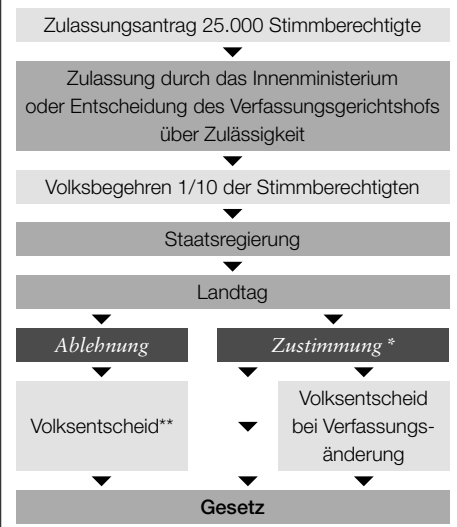 Zulassungsantrag 25.000 Stimmberechtigte
Zulassung durch das Innenministerium
oder Entscheidung des Verfassungsgerichtshofs
über Zulässigkeit
Volksbegehren 1/10 der Stimmberechtigten
Staatsregierung
Landtag
Ablehnung
Zustimmung *
Volksentscheid**
Volksentscheid
bei Verfassungs-
änderung
Gesetz